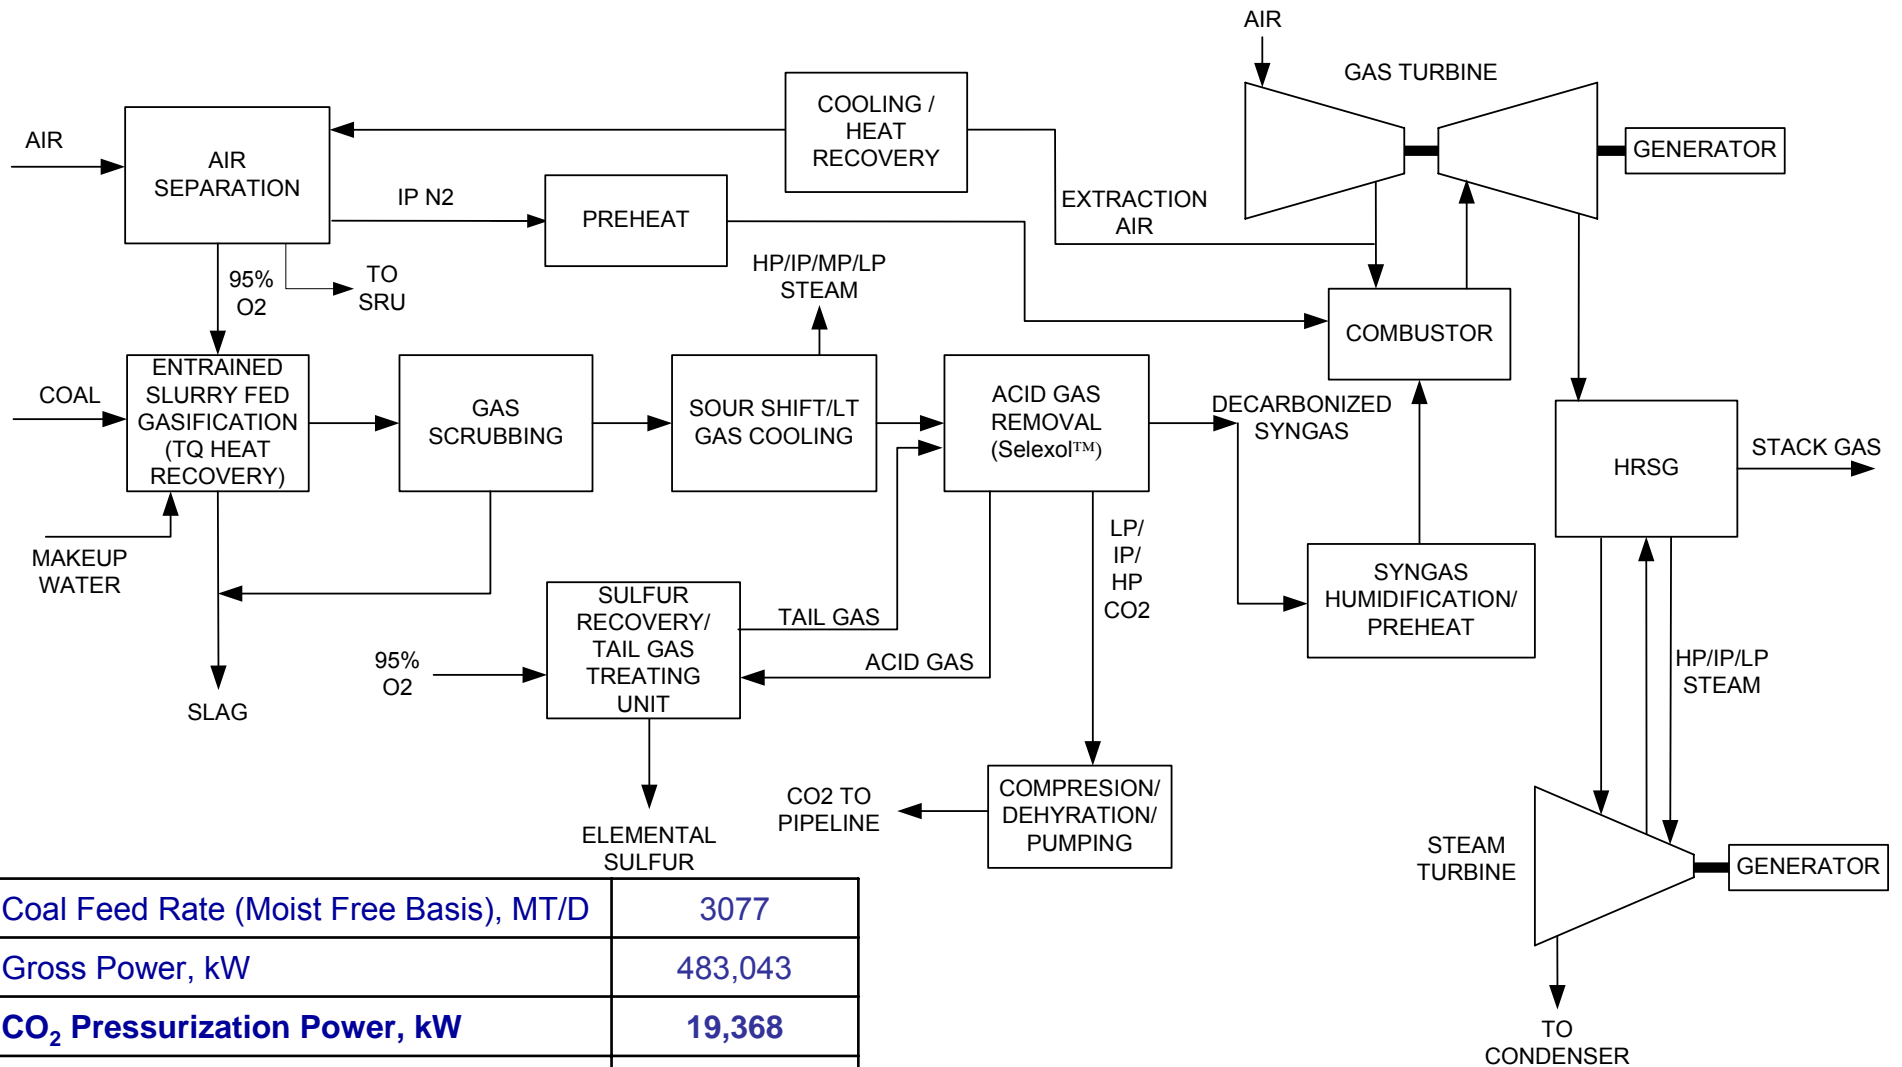 AIR
GAS TURBINE
COOLING /
HEAT
RECOVERY
AIR
AIR
SEPARATION
GENERATOR
IP N2
PREHEAT
EXTRACTION
AIR
95%
O2
TO
SRU
HP/IP/MP/LP
STEAM
COMBUSTOR
COAL
ENTRAINED
SLURRY FED
GASIFICATION
(TQ HEAT
RECOVERY)
GAS
SCRUBBING
SOUR SHIFT/LT
GAS COOLING
ACID GAS
REMOVAL
(Selexol™)
DECARBONIZED
SYNGAS
HRSG
STACK GAS
MAKEUP
WATER
LP/
IP/
HP
CO2
SYNGAS
HUMIDIFICATION/
PREHEAT
SULFUR
RECOVERY/
TAIL GAS
TREATING
UNIT
TAIL GAS
ACID GAS
95%
O2
HP/IP/LP
STEAM
SLAG
CO2 TO
PIPELINE
COMPRESION/
DEHYRATION/
PUMPING
ELEMENTAL
SULFUR
STEAM
TURBINE
GENERATOR
TO
CONDENSER
Coal Feed Rate (Moist Free Basis), MT/D 3077
Gross Power, kW 483,043
CO₂ Pressurization Power, kW 19,368